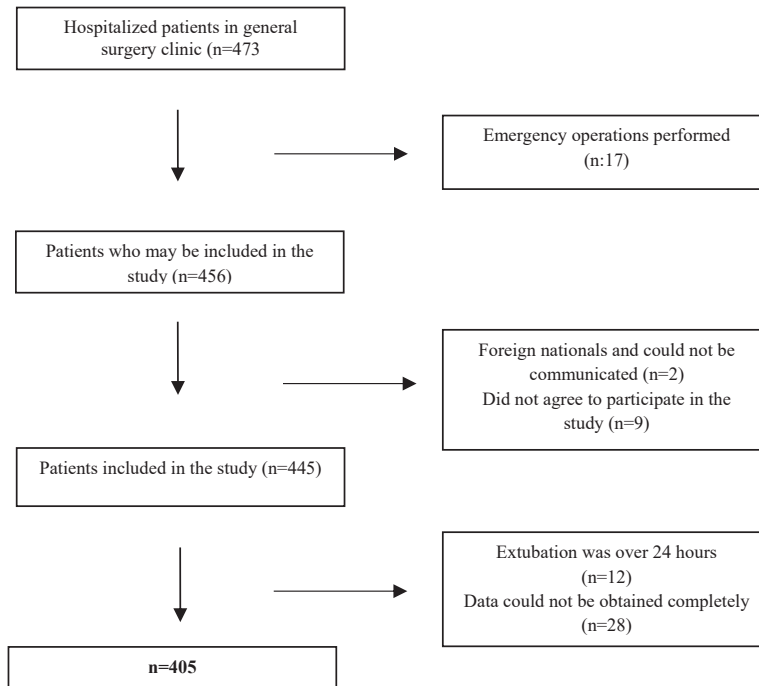 Hospitalized patients in general
surgery clinic (n=473
Emergency operations performed
(n:17)
Patients who may be included in the
study (n=456)
Foreign nationals and could not be
communicated (n=2)
Did not agree to participate in the
study (n=9)
Patients included in the study (n=445)
Extubation was over 24 hours
(n=12)
Data could not be obtained completely
(n=28)
n=405